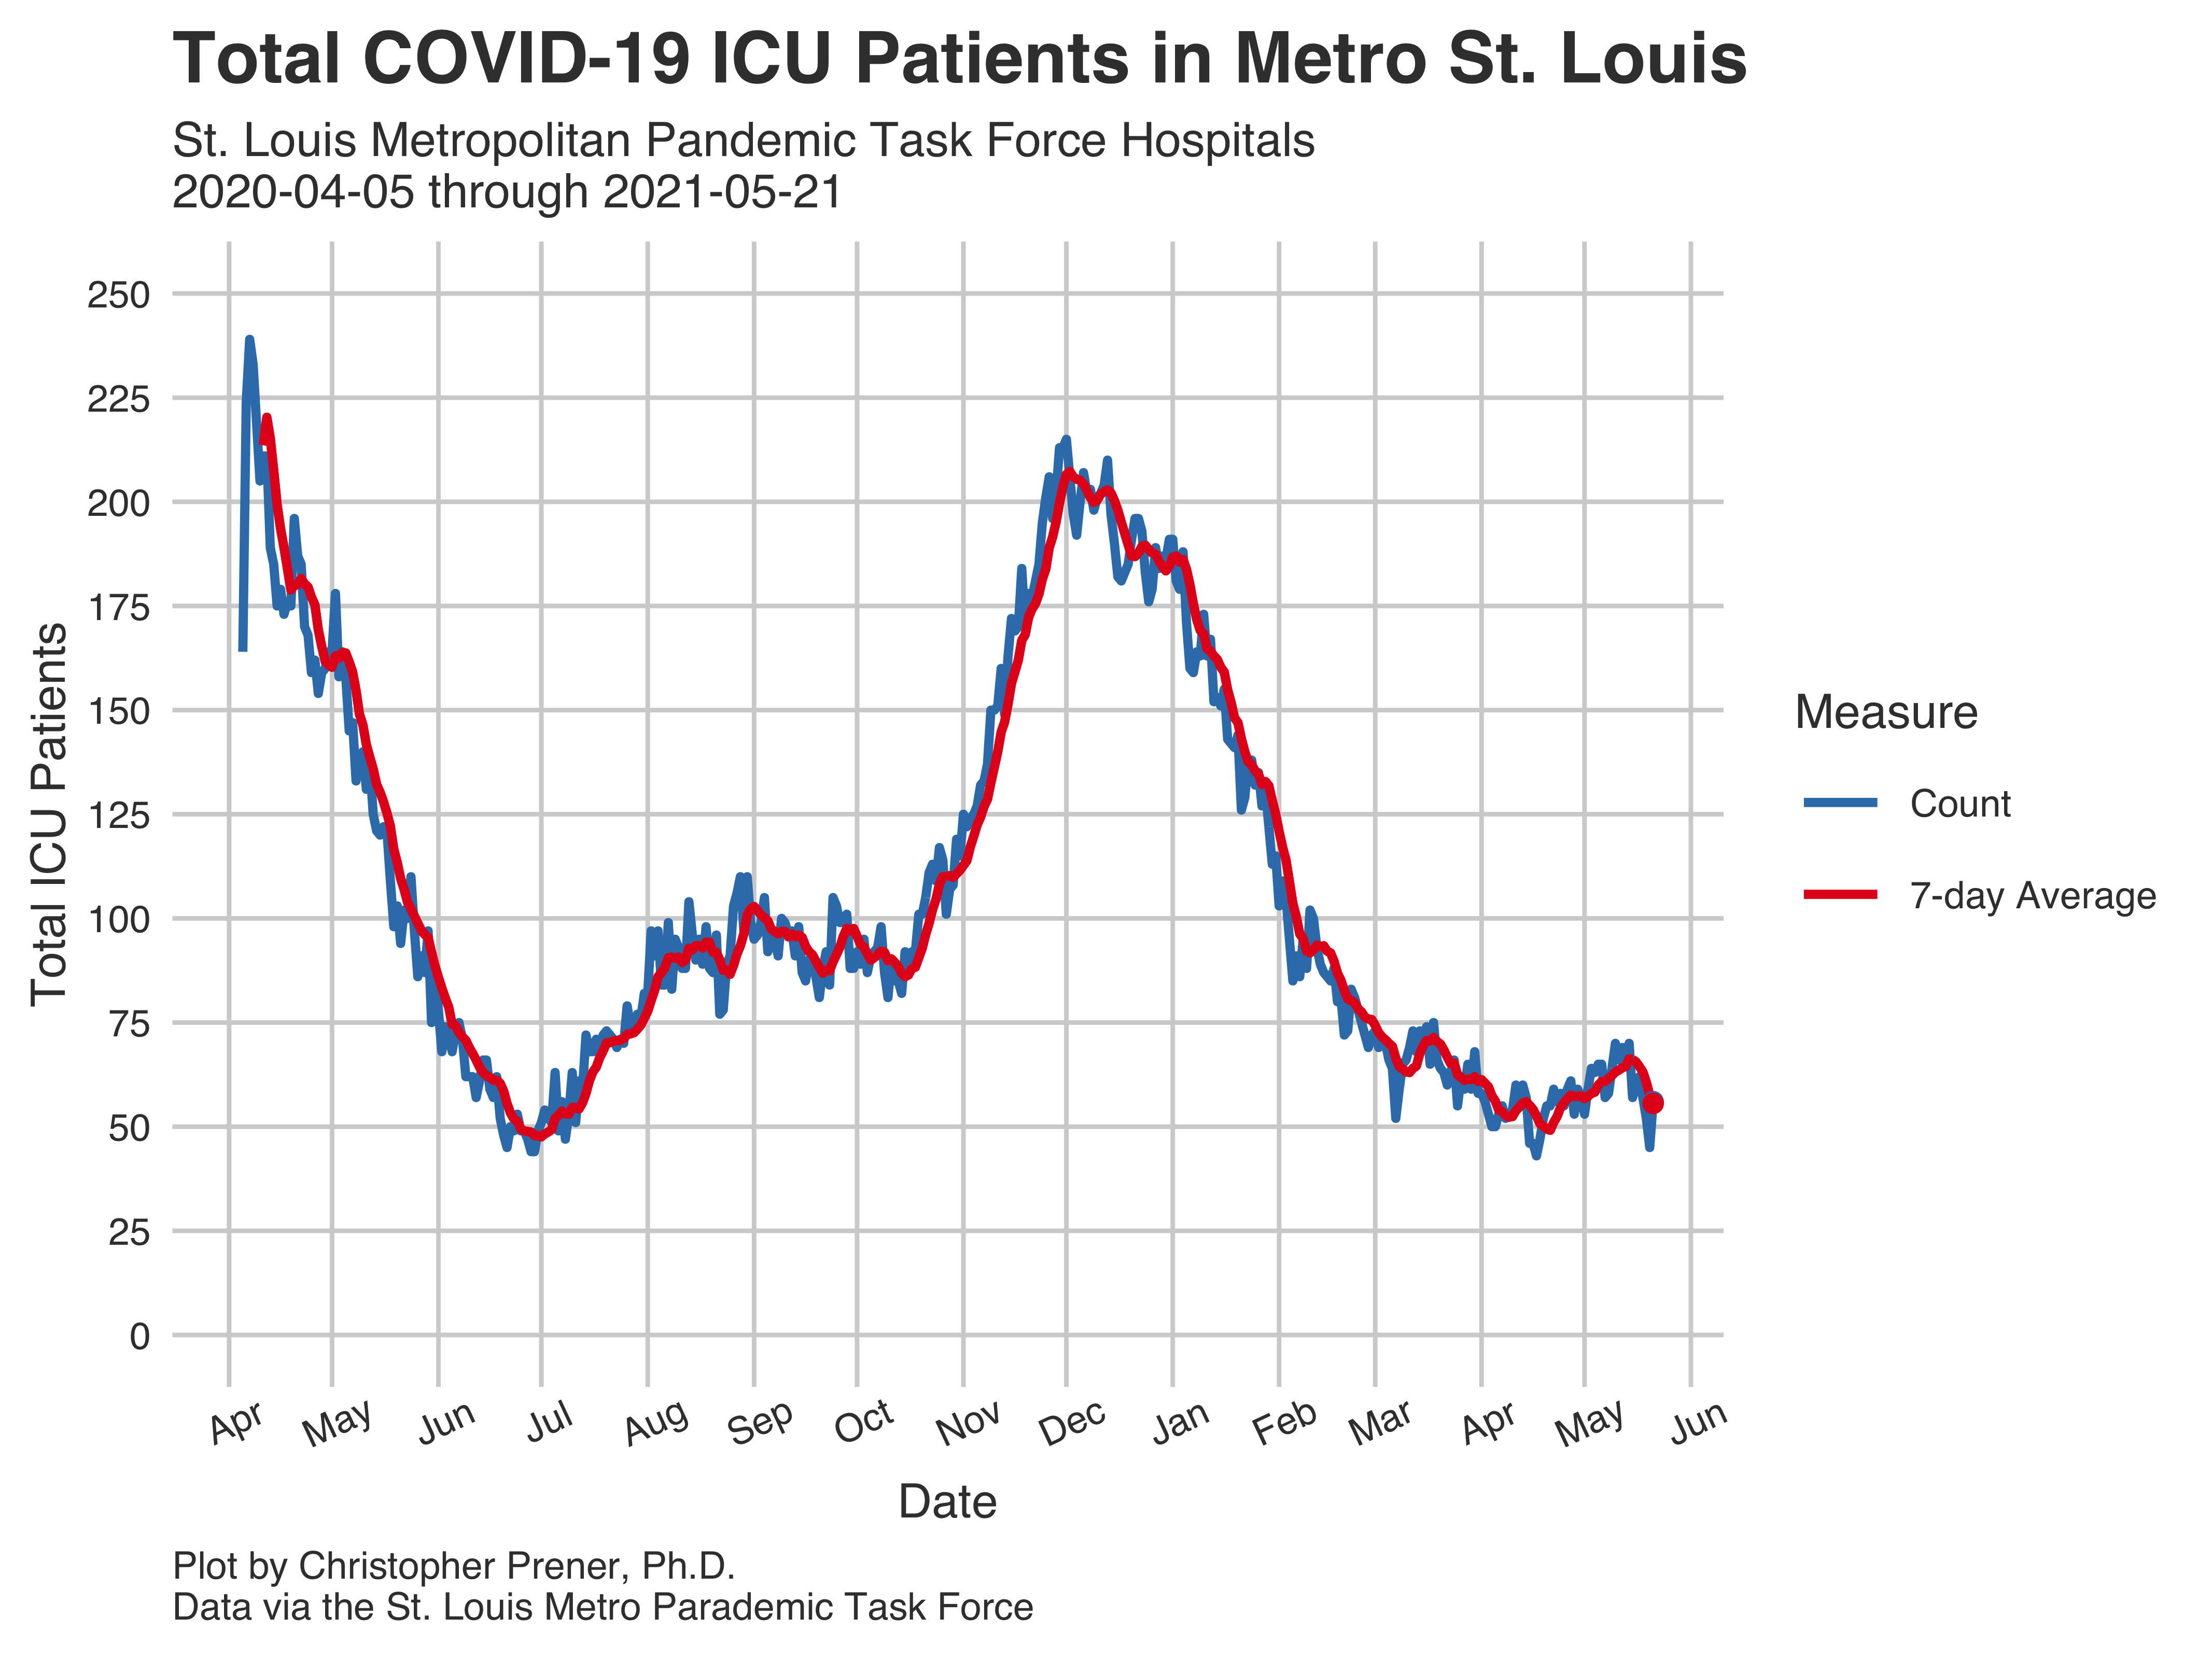 Total COVID-19 ICU Patients in Metro St. Louis
St. Louis Metropolitan Pandemic Task Force Hospitals
2020-04-05 through 2021-05-21
250
225
200
175
150
125
100
75
50
25
0
Total ICU Patients
Apr
May
Jun
Jul
Aug
Sep
Oct
Nov
Dec
Jan
Feb
Mar
Apr
May
Jun
Date
Measure
Count
7-day Average
Plot by Christopher Prener, Ph.D.
Data via the St. Louis Metro Parademic Task Force